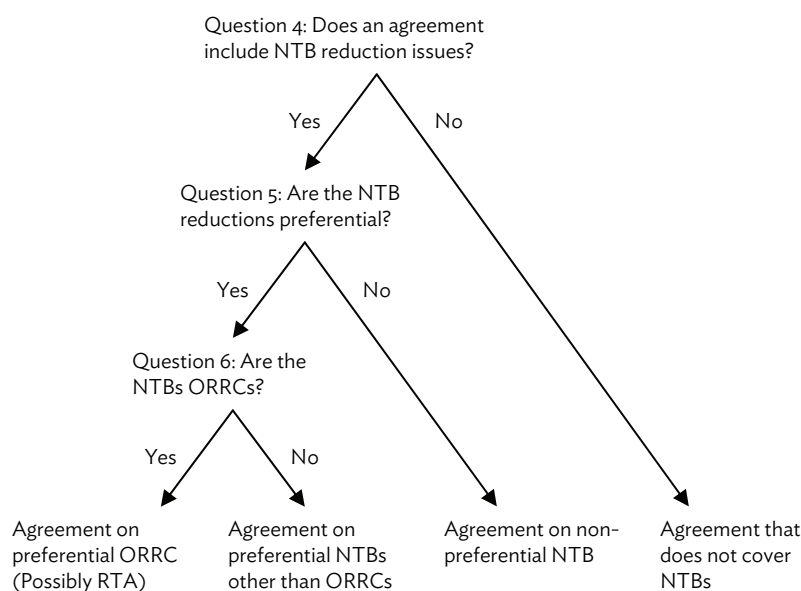 Question 4: Does an agreement
include NTB reduction issues?
Yes
No
Question 5: Are the NTB
reductions preferential?
Yes
No
Question 6: Are the
NTBs ORRCs?
Yes
No
Agreement on
preferential ORRC
(Possibly RTA)
Agreement on
preferential NTBs
other than ORRCs
Agreement on non-
preferential NTB
Agreement that
does not cover
NTBs